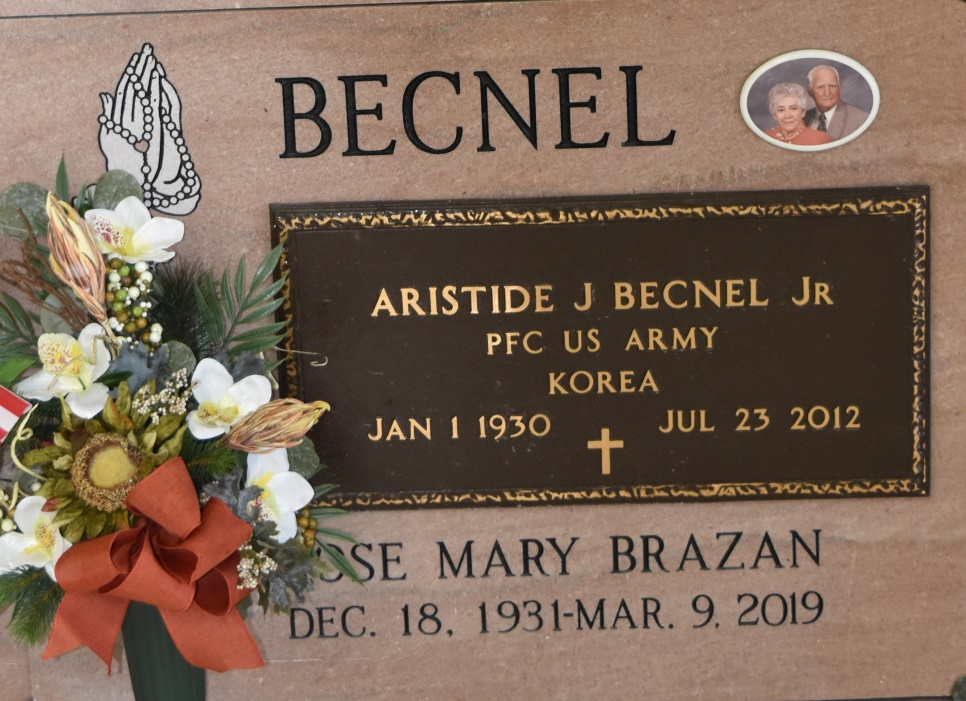 BECNEL
ARISTIDE J BECNEL JR
PFC US ARMY
KOREA
JAN 1 1930 JUL 23 2012
MARY BRAZAN
DEC. 18, 1931-MAR. 9, 2019